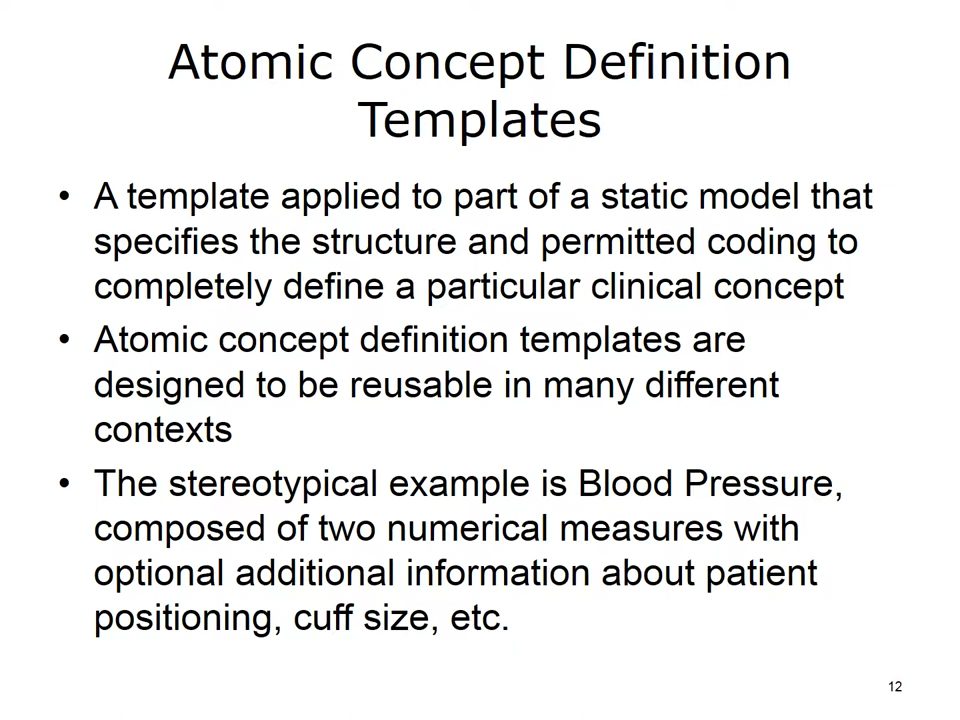 Atomic Concept Definition
Templates
• A template applied to part of a static model that
specifies the structure and permitted coding to
completely define a particular clinical concept
• Atomic concept definition templates are
designed to be reusable in many different
contexts
• The stereotypical example is Blood Pressure,
composed of two numerical measures with
optional additional information about patient
positioning, cuff size, etc.
12